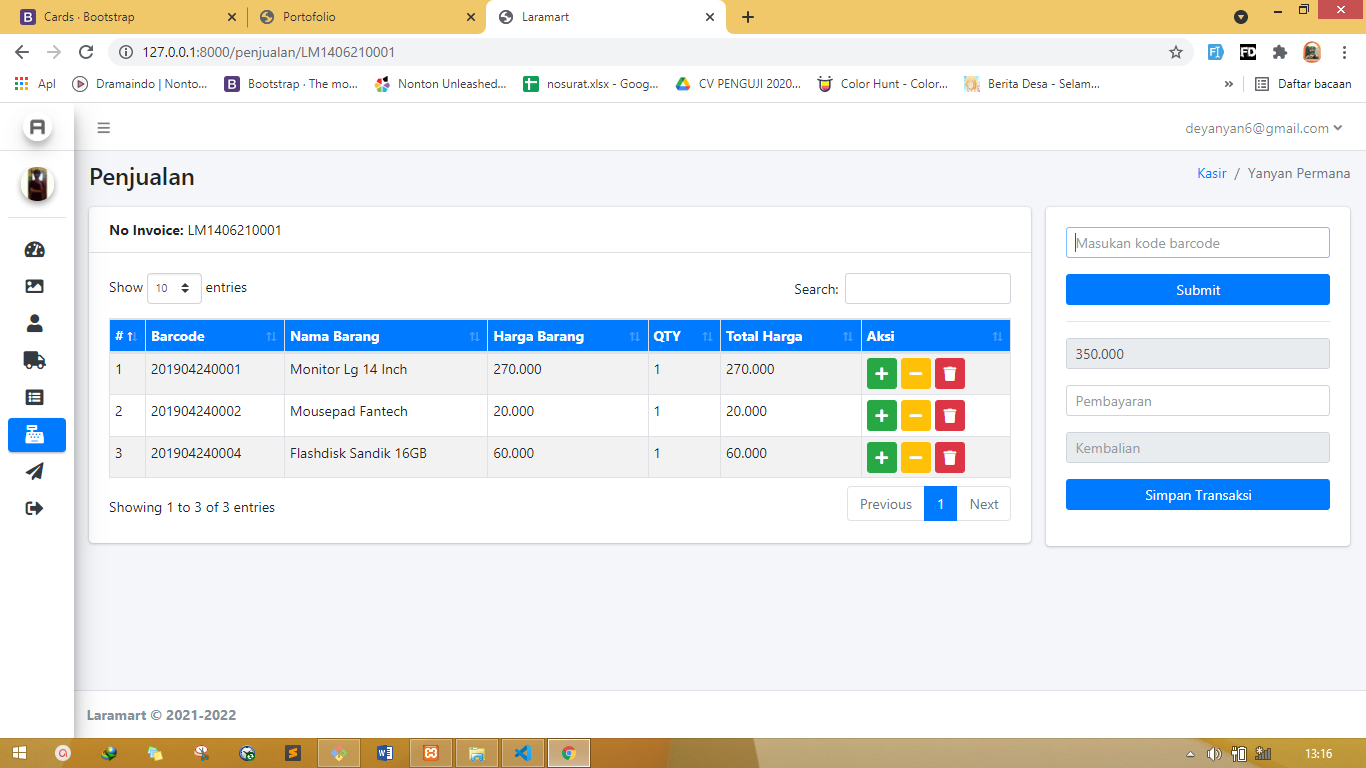 Cards · Bootstrap
Portofolio
Laramart
127.0.0.1:8000/penjualan/LM1406210001
Apl
Dramaindo | Nonto...
Bootstrap · The mo...
Nonton Unleashed...
nosurat.xlsx - Goog...
CV PENGUJI 2020...
Color Hunt - Color...
Berita Desa - Selam...
»
Daftar bacaan
deyanyan6@gmail.com
Penjualan
Kasir / Yanyan Permana
No Invoice: LM1406210001
Show 10 entries
Search:
# Barcode Nama Barang Harga Barang QTY Total Harga Aksi
1 201904240001 Monitor Lg 14 Inch 270.000 1 270.000
2 201904240002 Mousepad Fantech 20.000 1 20.000
3 201904240004 Flashdisk Sandik 16GB 60.000 1 60.000
Showing 1 to 3 of 3 entries
Previous 1 Next
Masukan kode barcode
Submit
350.000
Pembayaran
Kembalian
Simpan Transaksi
Laramart © 2021-2022
13:16